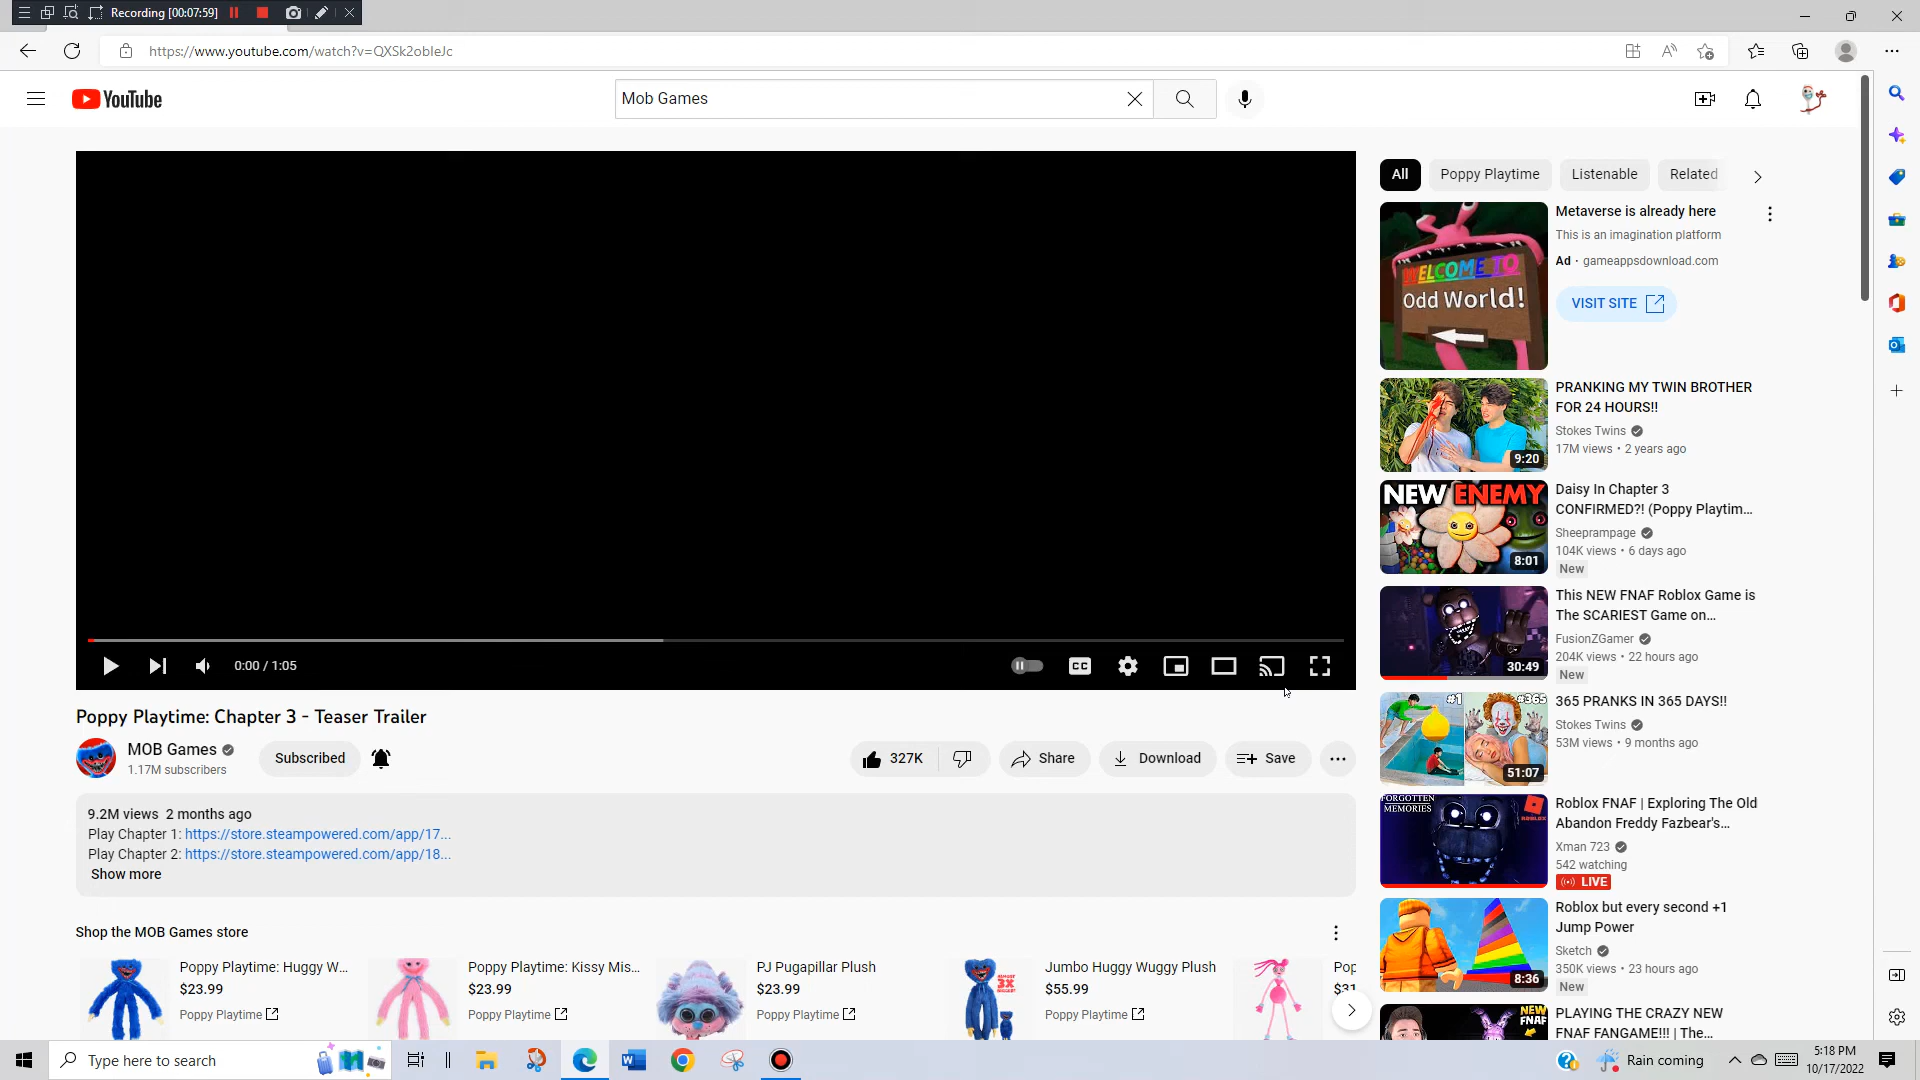 Recording [00:07:59]
https://www.youtube.com/watch?v=QXSk2obIeJc
YouTube
Mob Games
0:00 / 1:05
CC
Poppy Playtime: Chapter 3 - Teaser Trailer
MOB Games
1.17M subscribers
Subscribed
327K
Share
Download
Save
9.2M views 2 months ago
Play Chapter 1: https://store.steampowered.com/app/17...
Play Chapter 2: https://store.steampowered.com/app/18...
Show more
Shop the MOB Games store
Poppy Playtime: Huggy W...
$23.99
Poppy Playtime
Poppy Playtime: Kissy Mis...
$23.99
Poppy Playtime
PJ Pugapillar Plush
$23.99
Poppy Playtime
ALMOST
3X
BIGGER!
Jumbo Huggy Wuggy Plush
$55.99
Poppy Playtime
Pop
$31
All
Poppy Playtime
Listenable
Related
WELCOME TO
Odd World!
Metaverse is already here
This is an imagination platform
Ad · gameappsdownload.com
VISIT SITE
9:20
PRANKING MY TWIN BROTHER
FOR 24 HOURS!!
Stokes Twins
17M views • 2 years ago
NEW ENEMY
8:01
Daisy In Chapter 3
CONFIRMED?! (Poppy Playtim...
Sheeprampage
104K views • 6 days ago
New
30:49
This NEW FNAF Roblox Game is
The SCARIEST Game on...
FusionZGamer
204K views • 22 hours ago
New
#1
#365
51:07
365 PRANKS IN 365 DAYS!!
Stokes Twins
53M views • 9 months ago
FORGOTTEN
MEMORIES
ROBLOX
Roblox FNAF | Exploring The Old
Abandon Freddy Fazbear's...
Xman 723
542 watching
LIVE
8:36
Roblox but every second +1
Jump Power
Sketch
350K views • 23 hours ago
New
NEW
FNAF
PLAYING THE CRAZY NEW
FNAF FANGAME!!! | The...
Type here to search
Rain coming
5:18 PM
10/17/2022